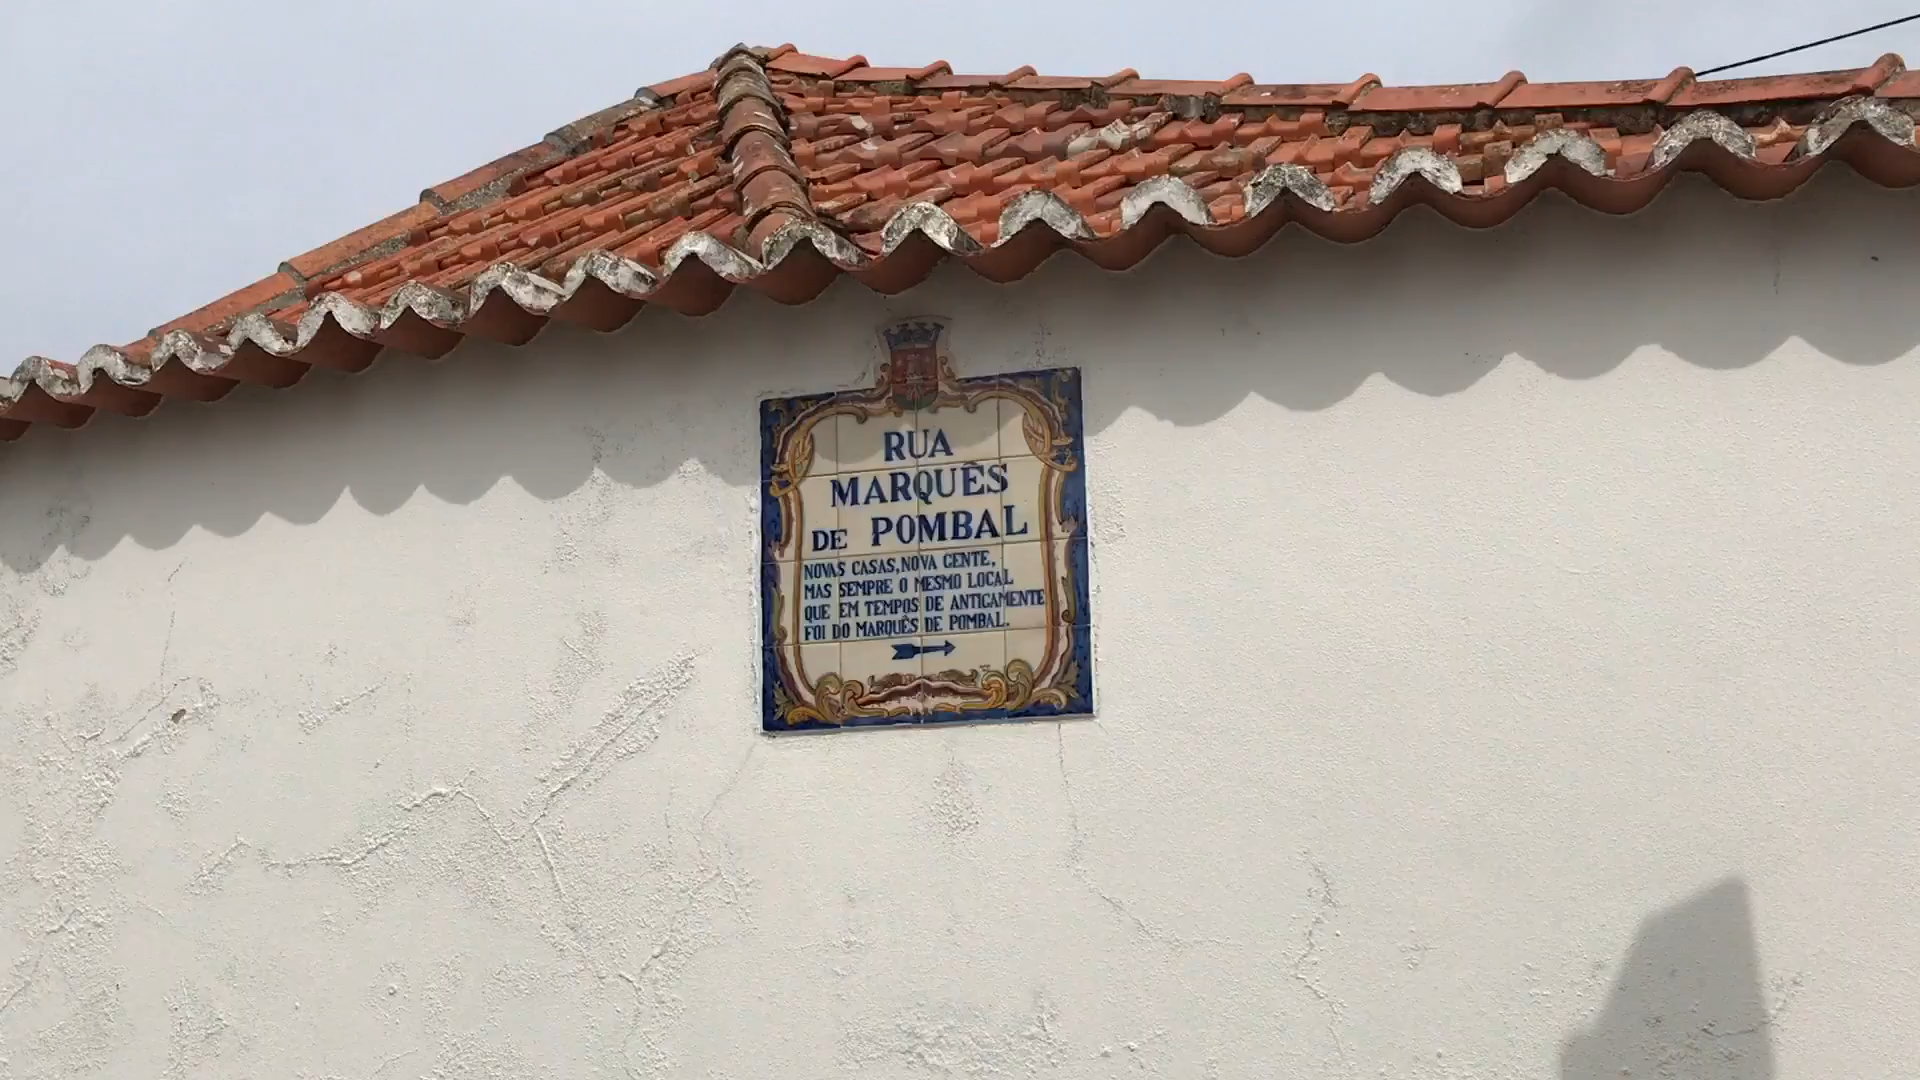 RUA
MARQUÊS
DE POMBAL
NOVAS CASAS, NOVA GENTE,
MAS SEMPRE O MESMO LOCAL
QUE EM TEMPOS DE ANTIGAMENTE
FOI DO MARQUÊS DE POMBAL.